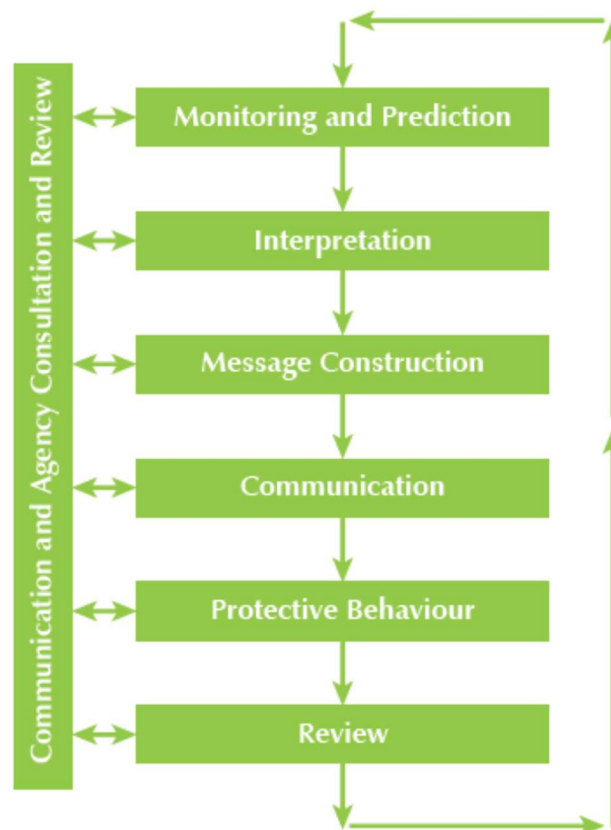 Communication and Agency Consultation and Review
Monitoring and Prediction
Interpretation
Message Construction
Communication
Protective Behaviour
Review